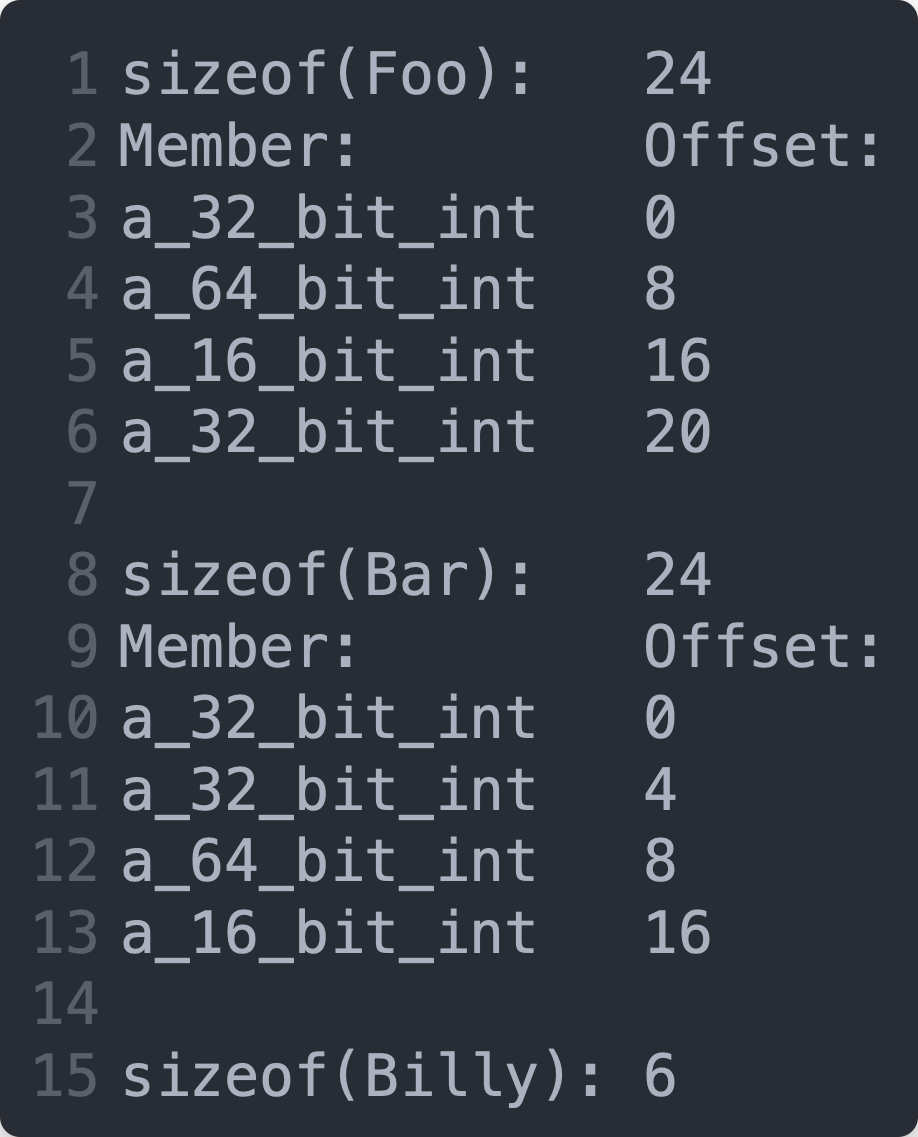 1 sizeof(Foo):   24
2 Member:        Offset:
3 a_32_bit_int   0
4 a_64_bit_int   8
5 a_16_bit_int   16
6 a_32_bit_int   20
7
8 sizeof(Bar):   24
9 Member:        Offset:
10 a_32_bit_int   0
11 a_32_bit_int   4
12 a_64_bit_int   8
13 a_16_bit_int   16
14
15 sizeof(Billy): 6